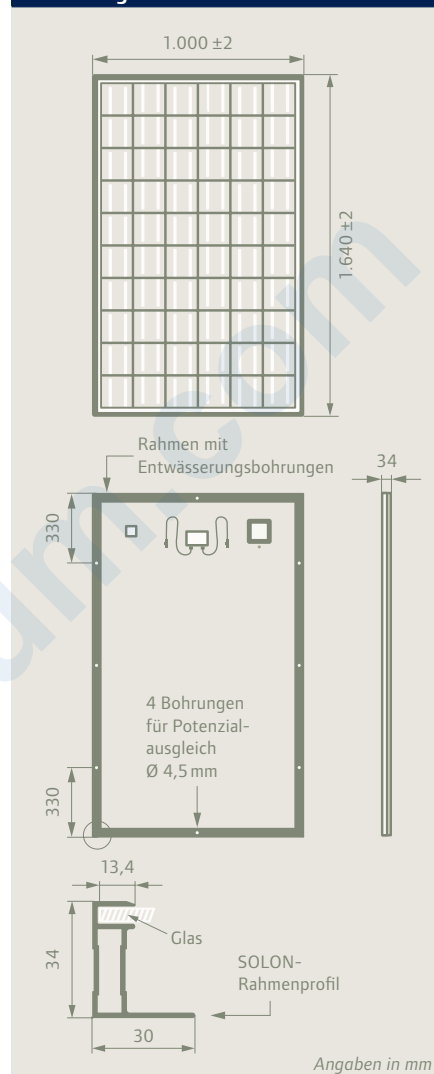 1.000 ±2
1.640 ±2
Rahmen mit
Entwässerungsbohrungen
34
330
4 Bohrungen
für Potenzial-
ausgleich
Ø 4,5 mm
330
13,4
Glas
34
SOLON-
Rahmenprofil
30
Angaben in mm